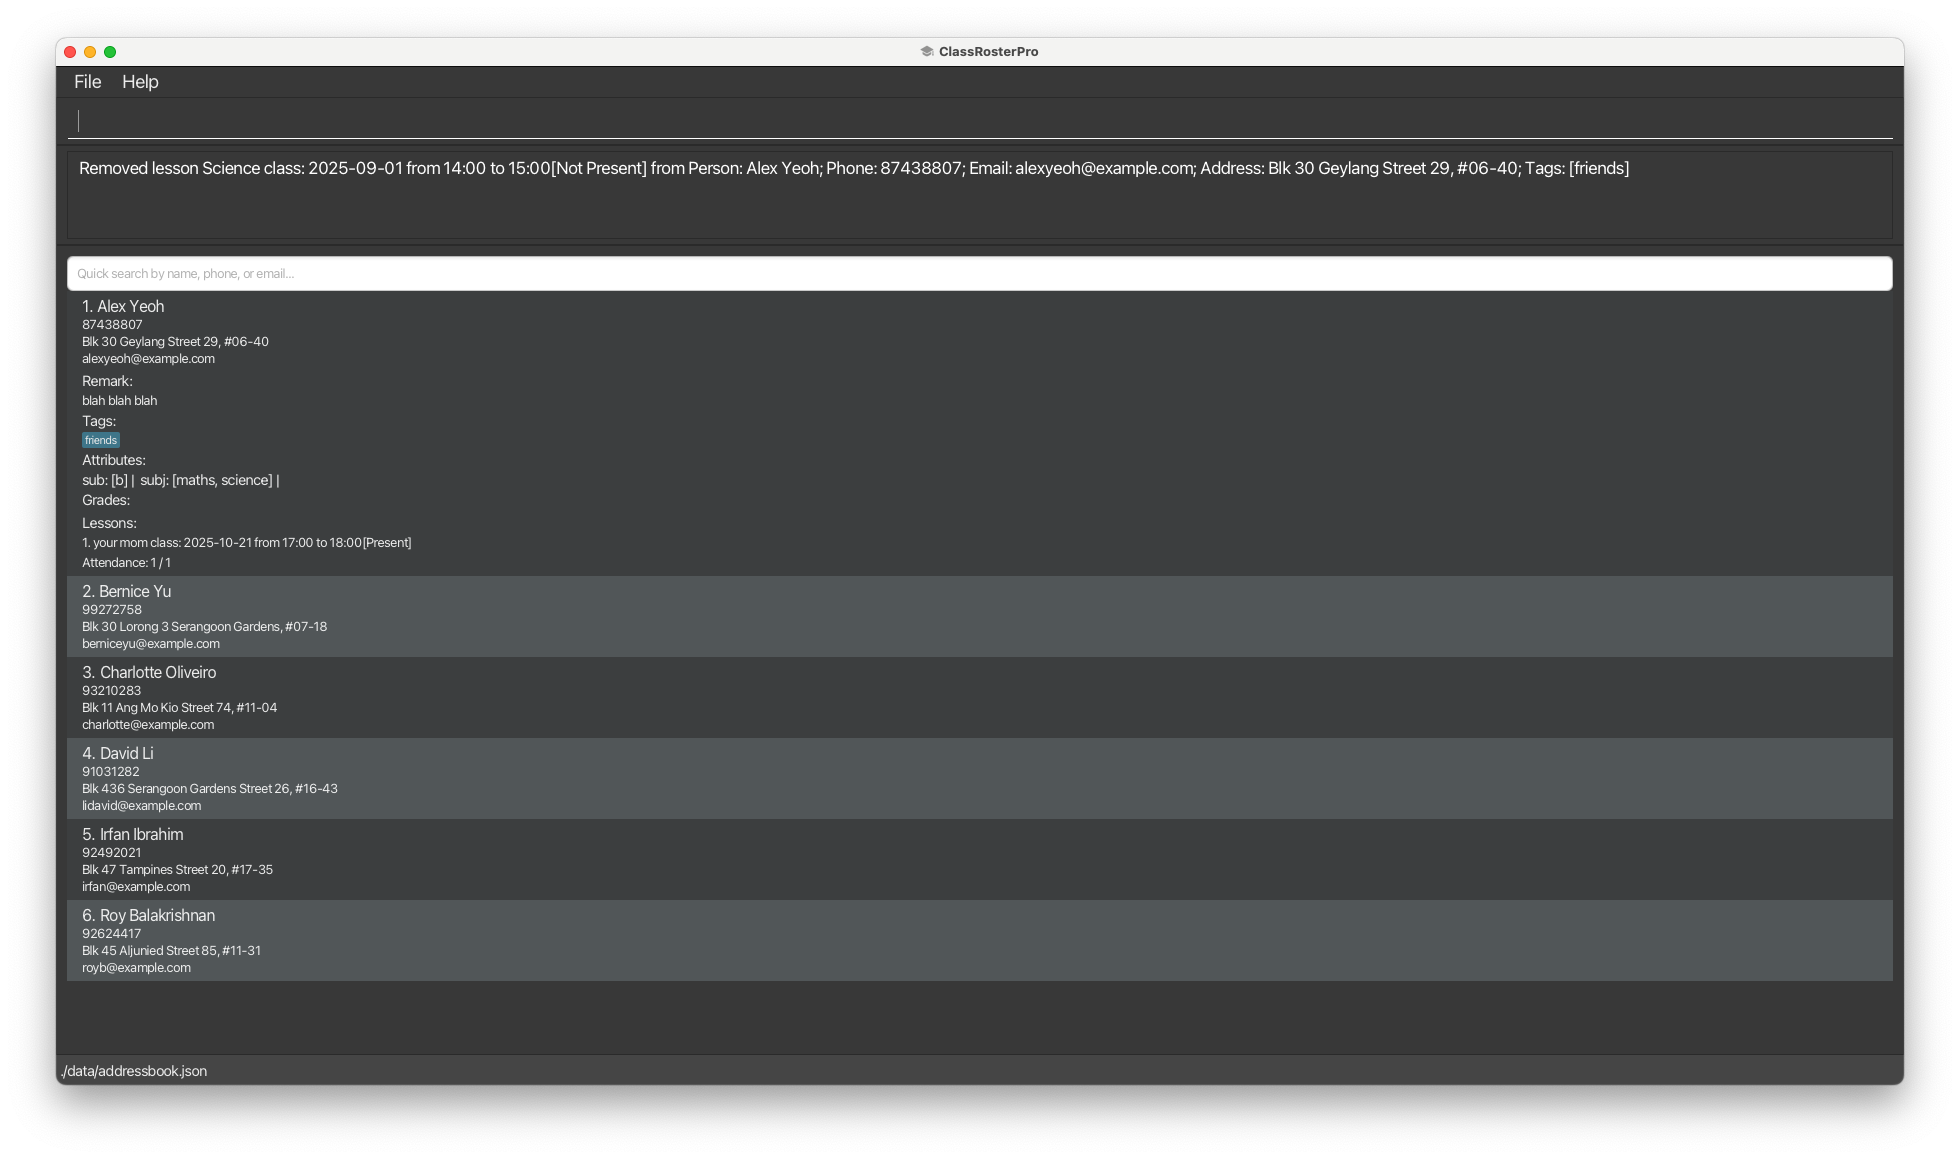 ClassRosterPro
File Help
Removed lesson Science class: 2025-09-01 from 14:00 to 15:00[Not Present] from Person: Alex Yeoh; Phone: 87438807; Email: alexyeoh@example.com; Address: Blk 30 Geylang Street 29, #06-40; Tags: [friends]
Quick search by name, phone, or email...
1. Alex Yeoh
87438807
Blk 30 Geylang Street 29, #06-40
alexyeoh@example.com
Remark:
blah blah blah
Tags:
friends
Attributes:
sub: [b] | subj: [maths, science] |
Grades:
Lessons:
1. your mom class: 2025-10-21 from 17:00 to 18:00[Present]
Attendance: 1 / 1
2. Bernice Yu
99272758
Blk 30 Lorong 3 Serangoon Gardens, #07-18
berniceyu@example.com
3. Charlotte Oliveiro
93210283
Blk 11 Ang Mo Kio Street 74, #11-04
charlotte@example.com
4. David Li
91031282
Blk 436 Serangoon Gardens Street 26, #16-43
lidavid@example.com
5. Irfan Ibrahim
92492021
Blk 47 Tampines Street 20, #17-35
irfan@example.com
6. Roy Balakrishnan
92624417
Blk 45 Aljunied Street 85, #11-31
royb@example.com
./data/addressbook.json